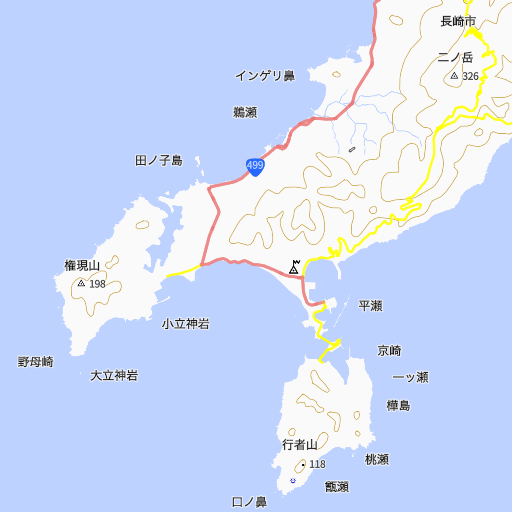 長崎市
二ノ岳
326
インゲリ鼻
鵜瀬
田ノ子島
499
権現山
198
平瀬
小立神岩
京崎
野母崎
大立神岩
一ッ瀬
樺島
行者山
118
桃瀬
甑瀬
口ノ鼻